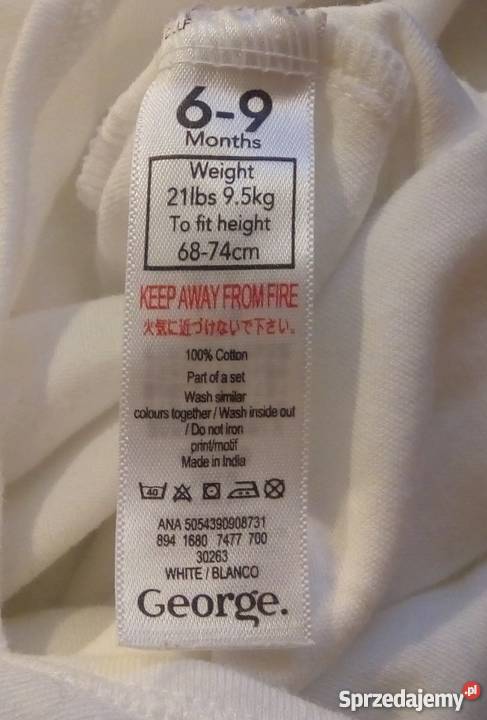 6-9
Months
Weight
21lbs 9.5kg
To fit height
68-74cm
KEEP AWAY FROM FIRE
火気に近づけないで下さい。
100% Cotton
Part of a set
Wash similar
colours together / Wash inside out
/ Do not iron
print/motif
Made in India
40
ANA 5054390908731
894 1680 7477 700
30263
WHITE / BLANCO
George.
Sprzedajemy.pl